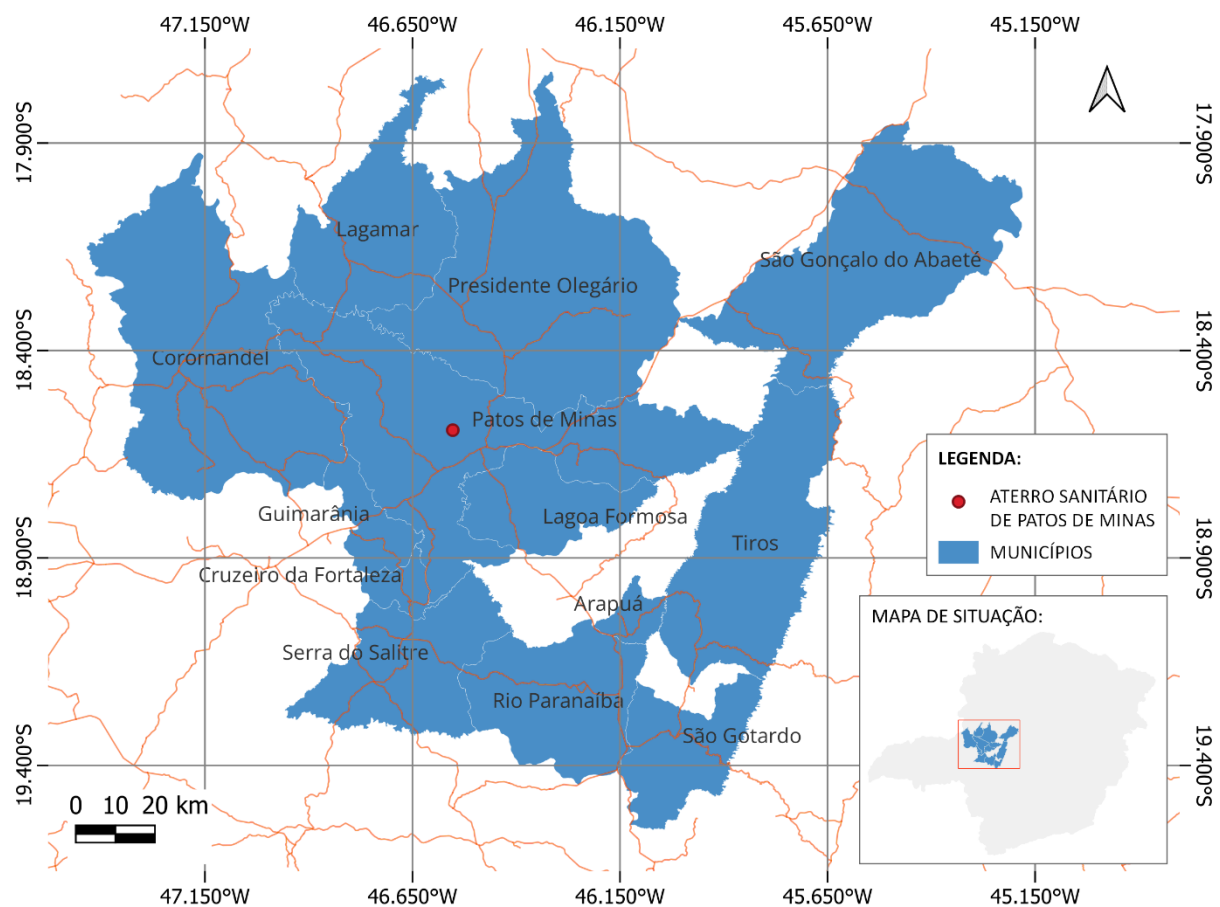 47.150°W 46.650°W 46.150°W 45.650°W 45.150°W
17.900°S 17.900°S
Lagamar
São Gonçalo do Abaeté
Presidente Olegário
18.400°S 18.400°S
Coromandel
Patos de Minas
LEGENDA:
ATERRO SANITÁRIO
DE PATOS DE MINAS
MUNICÍPIOS
Guimarânia
Lagoa Formosa
Tiros
18.900°S 18.900°S
Cruzeiro da Fortaleza
Arapuá
MAPA DE SITUAÇÃO:
Serra do Salitre
Rio Paranaíba
São Gotardo
19.400°S 19.400°S
0 10 20 km
47.150°W 46.650°W 46.150°W 45.650°W 45.150°W